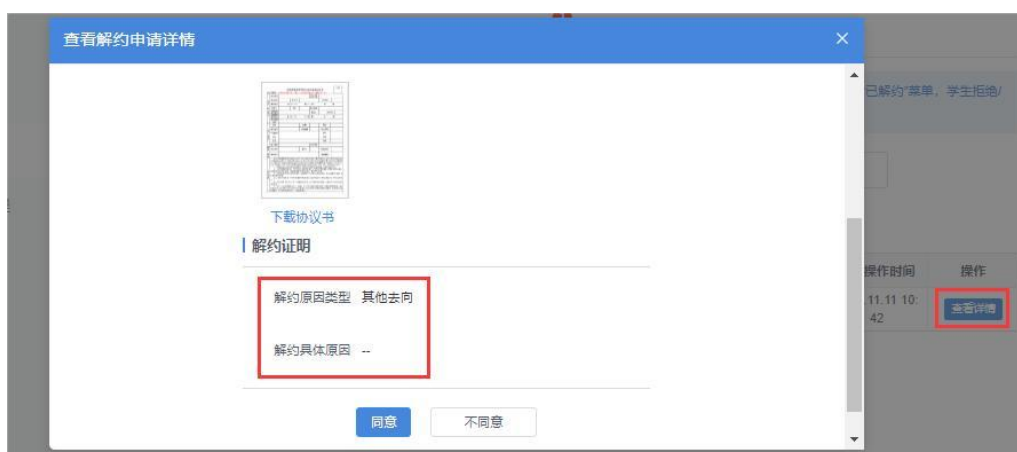 查看解约申请详情
已解约"菜单，学生拒绝/
下载协议书
解约证明
操作时间 操作
解约原因类型 其他去向
.11.11 10:
42
查看详情
解约具体原因 --
同意 不同意